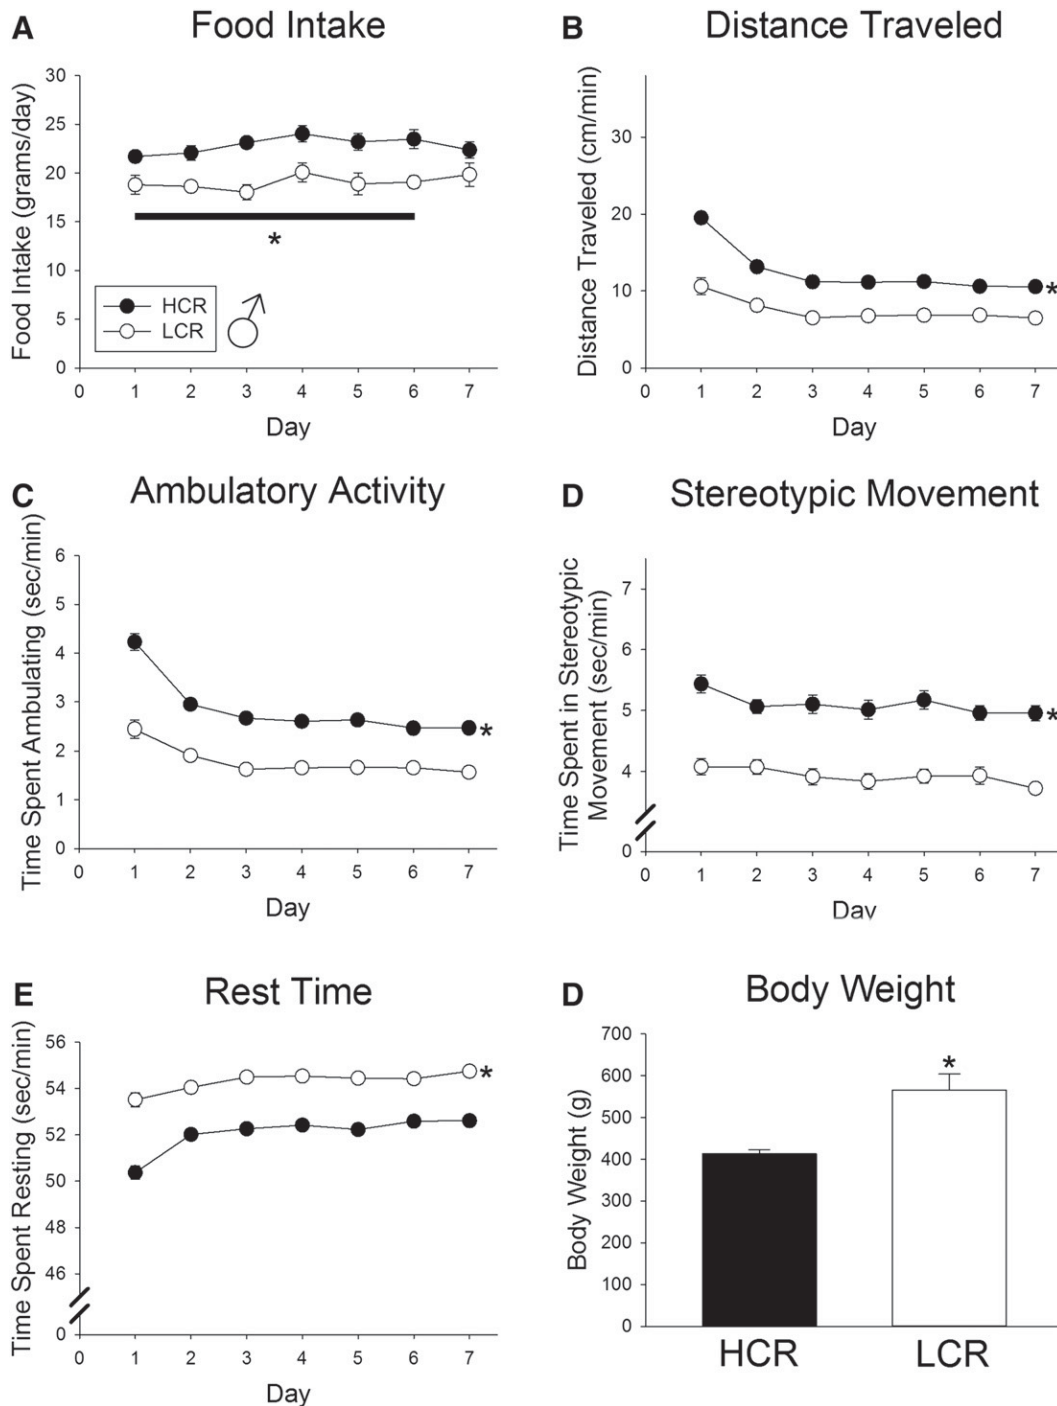 A Food Intake
Food Intake (grams/day)
30
25
20
15
10
5
0
*
HCR
LCR
0 1 2 3 4 5 6 7
Day
B Distance Traveled
Distance Traveled (cm/min)
30
20
10
0
*
0 1 2 3 4 5 6 7
Day
C Ambulatory Activity
Time Spent Ambulating (sec/min)
6
5
4
3
2
1
0
*
0 1 2 3 4 5 6 7
Day
D Stereotypic Movement
Time Spent in Stereotypic
Movement (sec/min)
7
6
5
4
0
*
0 1 2 3 4 5 6 7
Day
E Rest Time
Time Spent Resting (sec/min)
56
54
52
50
48
46
0
*
0 1 2 3 4 5 6 7
Day
D Body Weight
Body Weight (g)
700
600
500
400
300
200
100
0
*
HCR LCR